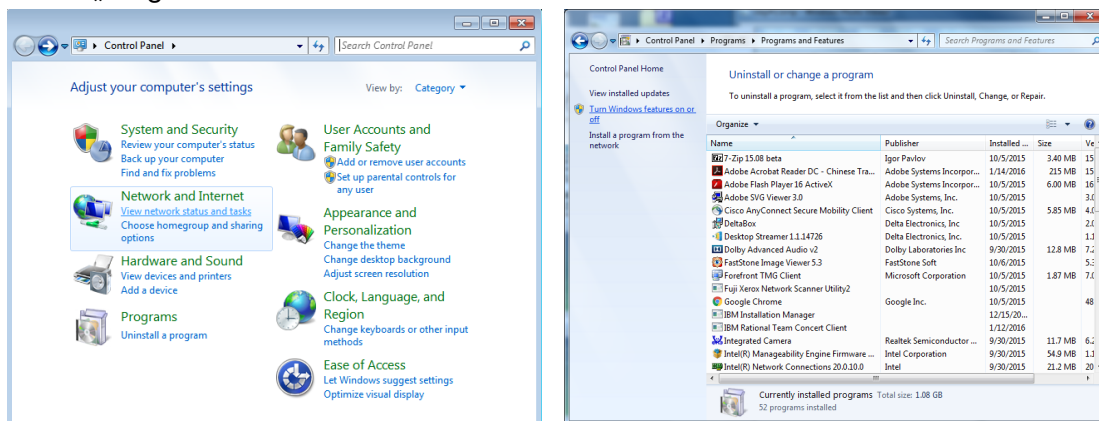 Control Panel
Search Control Panel
Adjust your computer's settings
View by: Category
System and Security
Review your computer's status
Back up your computer
Find and fix problems
Network and Internet
View network status and tasks
Choose homegroup and sharing
options
Hardware and Sound
View devices and printers
Add a device
Programs
Uninstall a program
User Accounts and
Family Safety
Add or remove user accounts
Set up parental controls for
any user
Appearance and
Personalization
Change the theme
Change desktop background
Adjust screen resolution
Clock, Language, and
Region
Change keyboards or other input
methods
Ease of Access
Let Windows suggest settings
Optimize visual display
Control Panel Programs Programs and Features
Search Programs and Features
Control Panel Home
View installed updates
Turn Windows features on or
off
Install a program from the
network
Uninstall or change a program
To uninstall a program, select it from the list and then click Uninstall, Change, or Repair.
Organize
Name Publisher Installed ... Size Ve
7-Zip 15.08 beta Igor Pavlov 10/5/2015 3.40 MB 15
Adobe Acrobat Reader DC - Chinese Tra... Adobe Systems Incorpor... 1/14/2016 215 MB 15
Adobe Flash Player 16 ActiveX Adobe Systems Incorpor... 10/5/2015 6.00 MB 16
Adobe SVG Viewer 3.0 Adobe Systems, Inc. 10/5/2015 3.0
Cisco AnyConnect Secure Mobility Client Cisco Systems, Inc. 10/5/2015 5.85 MB 4.0
DeltaBox Delta Electronics, Inc 10/5/2015 2.0
Desktop Streamer 1.1.14726 Delta Electronics, Inc. 10/5/2015 1.1
Dolby Advanced Audio v2 Dolby Laboratories Inc 9/30/2015 12.8 MB 7.2
FastStone Image Viewer 5.3 FastStone Soft 10/6/2015 5.3
Forefront TMG Client Microsoft Corporation 10/5/2015 1.87 MB 7.0
Fuji Xerox Network Scanner Utility2 10/5/2015
Google Chrome Google Inc. 10/5/2015 48
IBM Installation Manager 12/15/20...
IBM Rational Team Concert Client 1/12/2016
Integrated Camera Realtek Semiconductor ... 9/30/2015 11.7 MB 6.2
Intel(R) Manageability Engine Firmware ... Intel Corporation 9/30/2015 54.9 MB 1.1
Intel(R) Network Connections 20.0.10.0 Intel 9/30/2015 21.2 MB 20
Currently installed programs Total size: 1.08 GB
52 programs installed